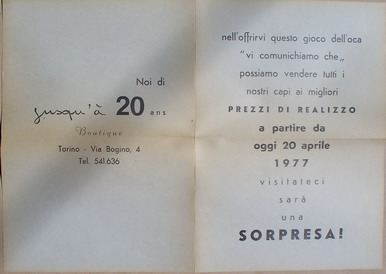 Noi di
jusqu'à 20 ans
Boutique
Torino - Via Bogino, 4
Tel. 541.636
nell'offrirvi questo gioco dell'oca
"vi comunichiamo che„
possiamo vendere tutti i
nostri capi ai migliori
PREZZI DI REALIZZO
a partire da
oggi 20 aprile
1977
visitateci
sarà
una
SORPRESA!